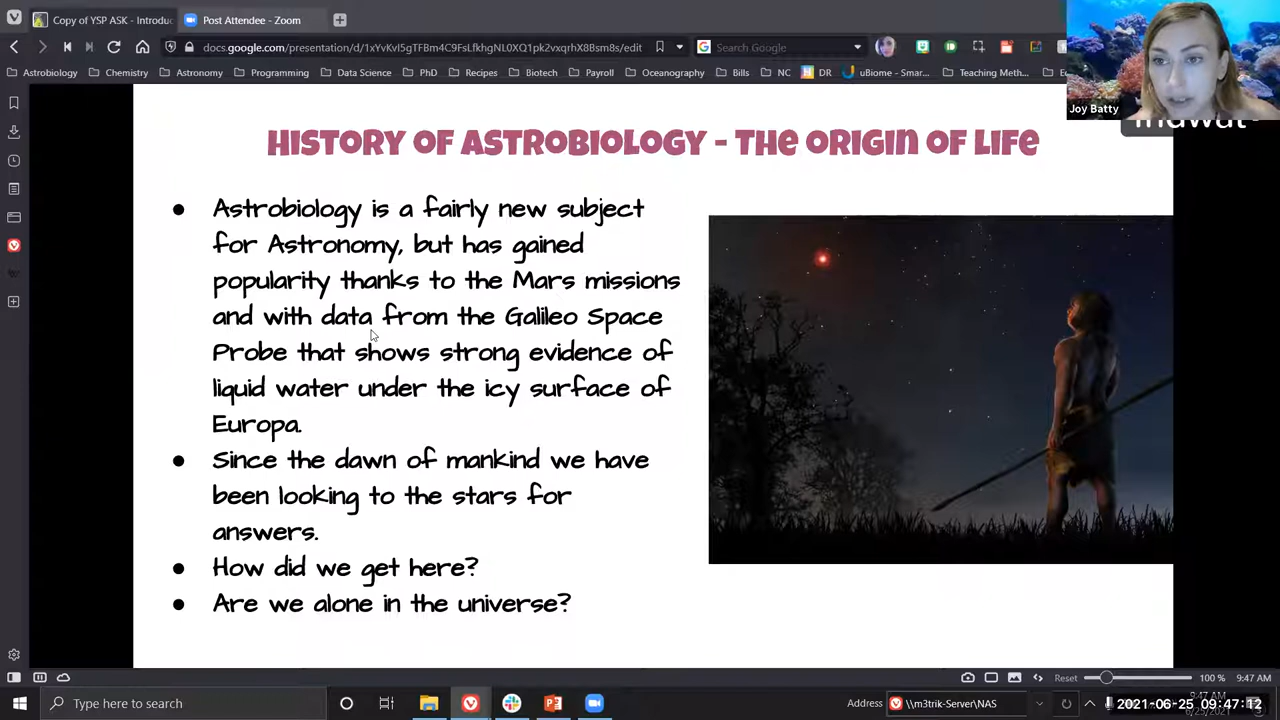 Copy of YSP ASK - Introduc
Post Attendee - Zoom
docs.google.com/presentation/d/1xYvKvI5gTFBm4C9FsLfkhgNL0XQ1pk2vxqrhX8Bsm8s/edit
Search Google
Astrobiology
Chemistry
Astronomy
Programming
Data Science
PhD
Recipes
Biotech
Payroll
Oceanography
Bills
NC
DR
uBiome - Smar...
Teaching Meth...
Joy Batty
HISTORY OF ASTROBIOLOGY - THE ORIGIN OF LIFE
● Astrobiology is a fairly new subject
for Astronomy, but has gained
popularity thanks to the Mars missions
and with data from the Galileo Space
Probe that shows strong evidence of
liquid water under the icy surface of
Europa.
● Since the dawn of mankind we have
been looking to the stars for
answers.
● How did we get here?
● Are we alone in the universe?
Reset
100 %
9:47 AM
Type here to search
Address
\\m3trik-Server\NAS
9:47 AM
2021-06-25 09:47:12